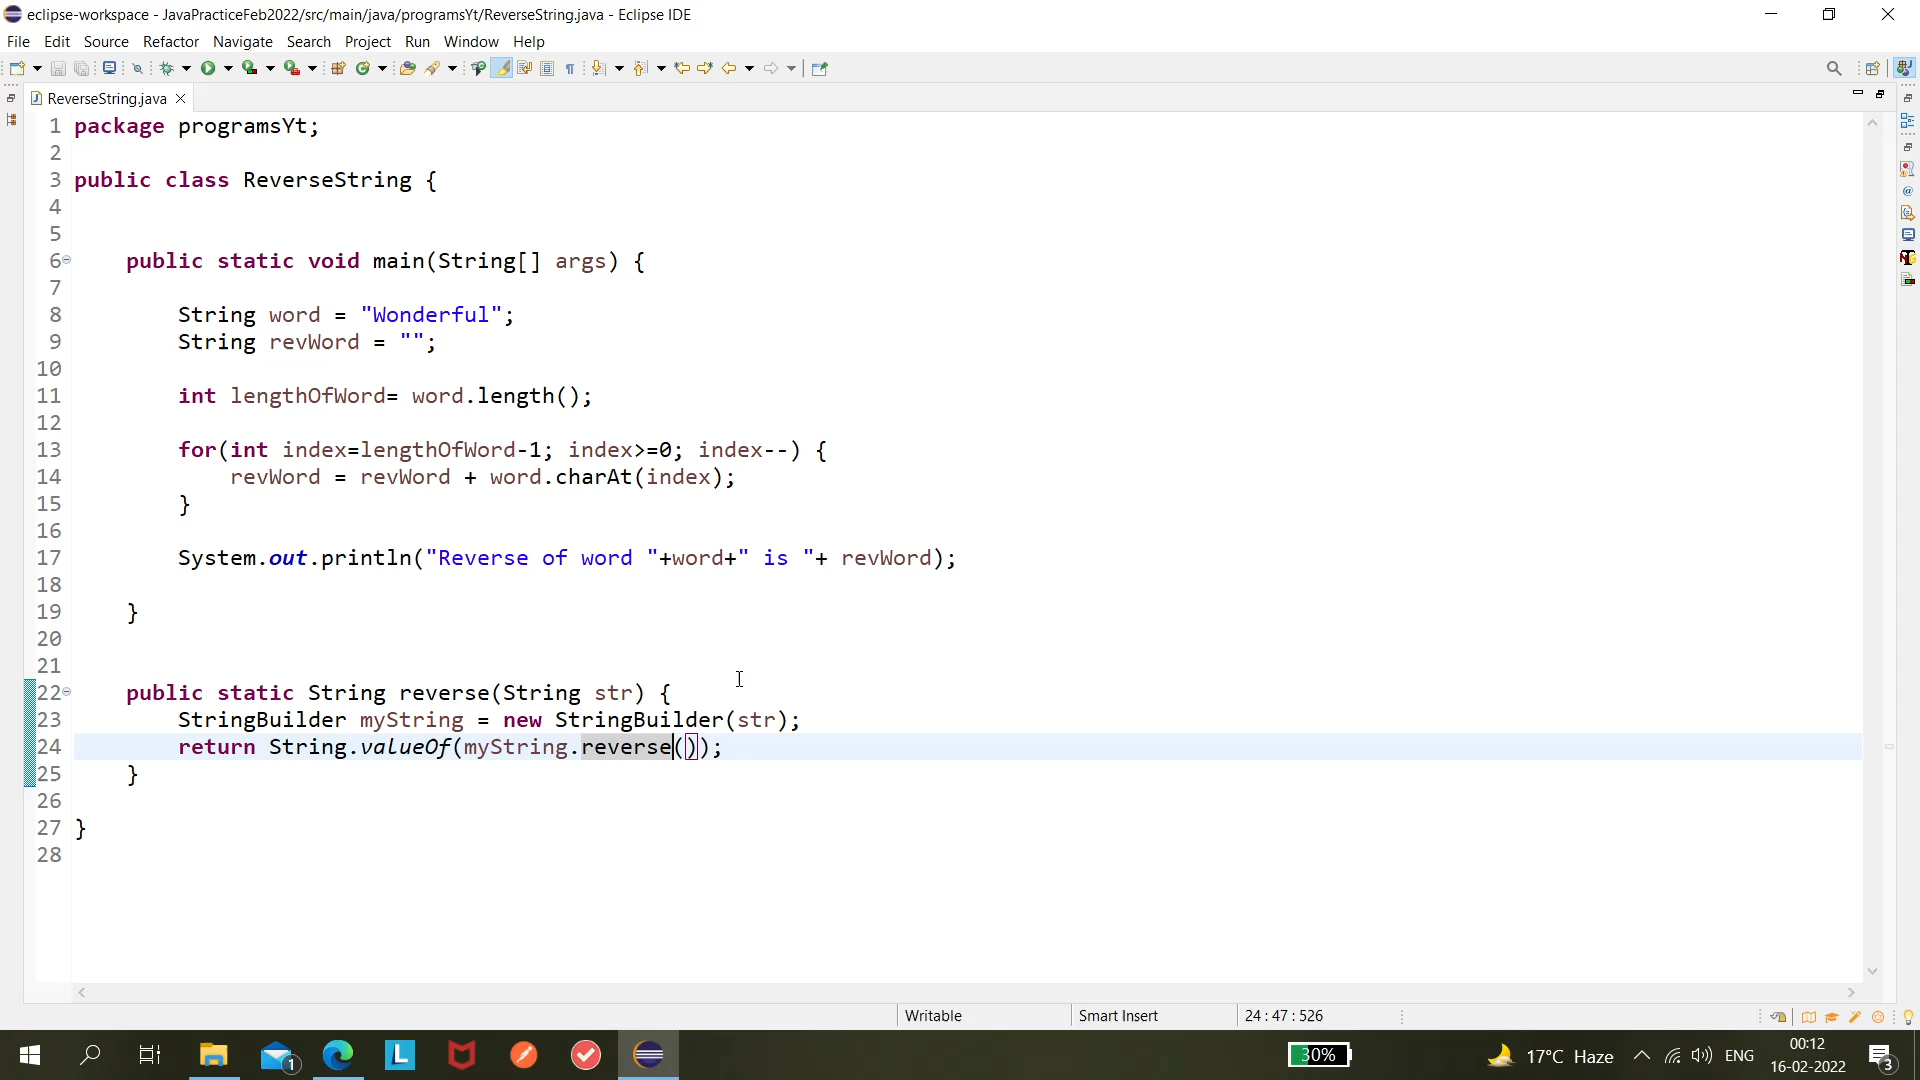 eclipse-workspace - JavaPracticeFeb2022/src/main/java/programsYt/ReverseString.java - Eclipse IDE
File Edit Source Refactor Navigate Search Project Run Window Help
ReverseString.java
1 package programsYt;
2
3 public class ReverseString {
4
5
6 public static void main(String[] args) {
7
8 String word = "Wonderful";
9 String revWord = "";
10
11 int lengthOfWord= word.length();
12
13 for(int index=lengthOfWord-1; index>=0; index--) {
14 revWord = revWord + word.charAt(index);
15 }
16
17 System.out.println("Reverse of word "+word+" is "+ revWord);
18
19 }
20
21
22 public static String reverse(String str) {
23 StringBuilder myString = new StringBuilder(str);
24 return String.valueOf(myString.reverse());
25 }
26
27 }
28
Writable Smart Insert 24 : 47 : 526
1 L 30% 17°C Haze ENG 00:12 3
16-02-2022